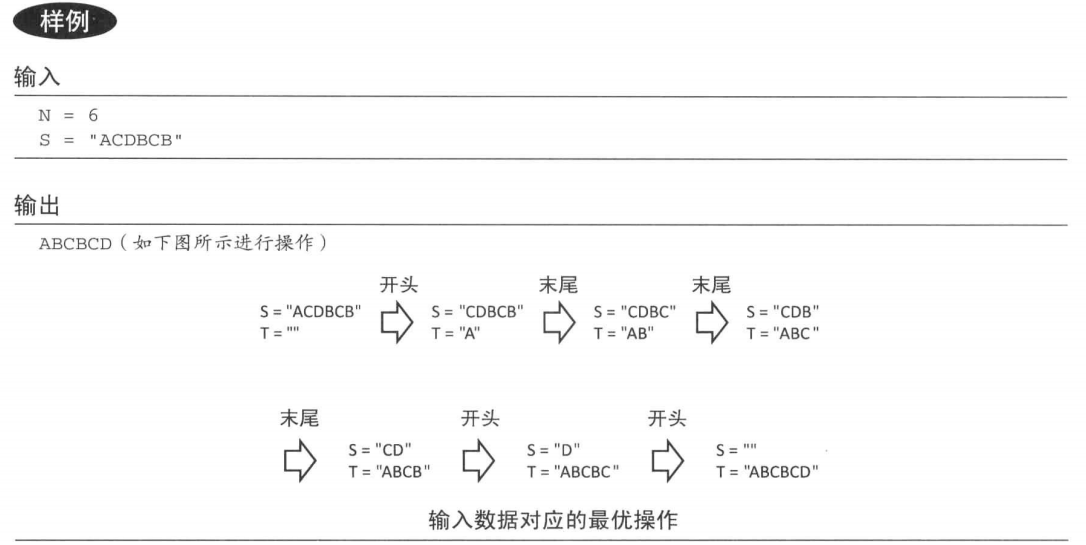 样例
输入
N = 6
S = "ACDBCB"
输出
ABCBCD（如下图所示进行操作）
开头 末尾 末尾
S = "ACDBCB" S = "CDBCB" S = "CDBC" S = "CDB"
T = "" T = "A" T = "AB" T = "ABC"
末尾 开头 开头
S = "CD" S = "D" S = ""
T = "ABCB" T = "ABCBC" T = "ABCBCD"
输入数据对应的最优操作